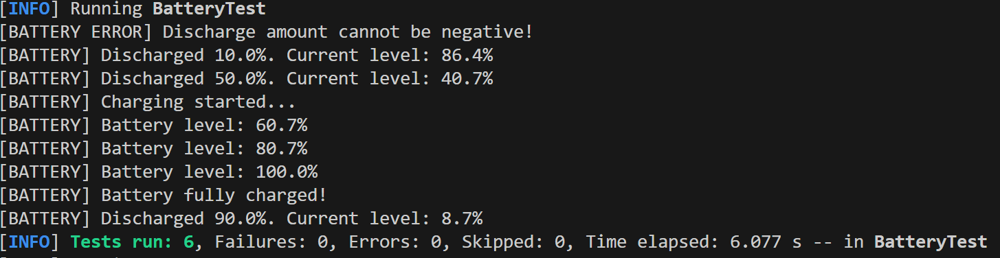 [INFO] Running BatteryTest
[BATTERY ERROR] Discharge amount cannot be negative!
[BATTERY] Discharged 10.0%. Current level: 86.4%
[BATTERY] Discharged 50.0%. Current level: 40.7%
[BATTERY] Charging started...
[BATTERY] Battery level: 60.7%
[BATTERY] Battery level: 80.7%
[BATTERY] Battery level: 100.0%
[BATTERY] Battery fully charged!
[BATTERY] Discharged 90.0%. Current level: 8.7%
[INFO] Tests run: 6, Failures: 0, Errors: 0, Skipped: 0, Time elapsed: 6.077 s -- in BatteryTest